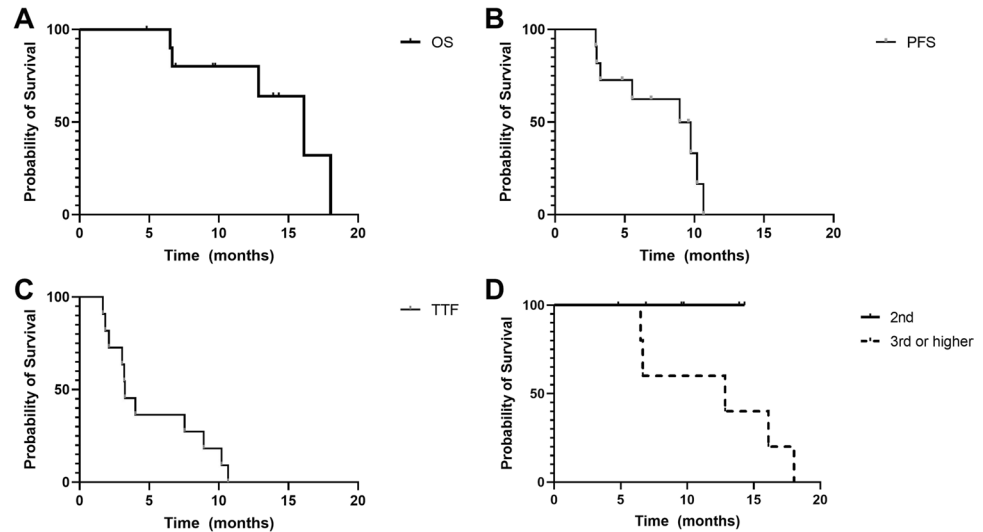 A
Probability of Survival
100
50
0
0 5 10 15 20
Time (months)
OS
B
Probability of Survival
100
50
0
0 5 10 15 20
Time (months)
PFS
C
Probability of Survival
100
50
0
0 5 10 15 20
Time (months)
TTF
D
Probability of Survival
100
50
0
0 5 10 15 20
Time (months)
2nd
3rd or higher